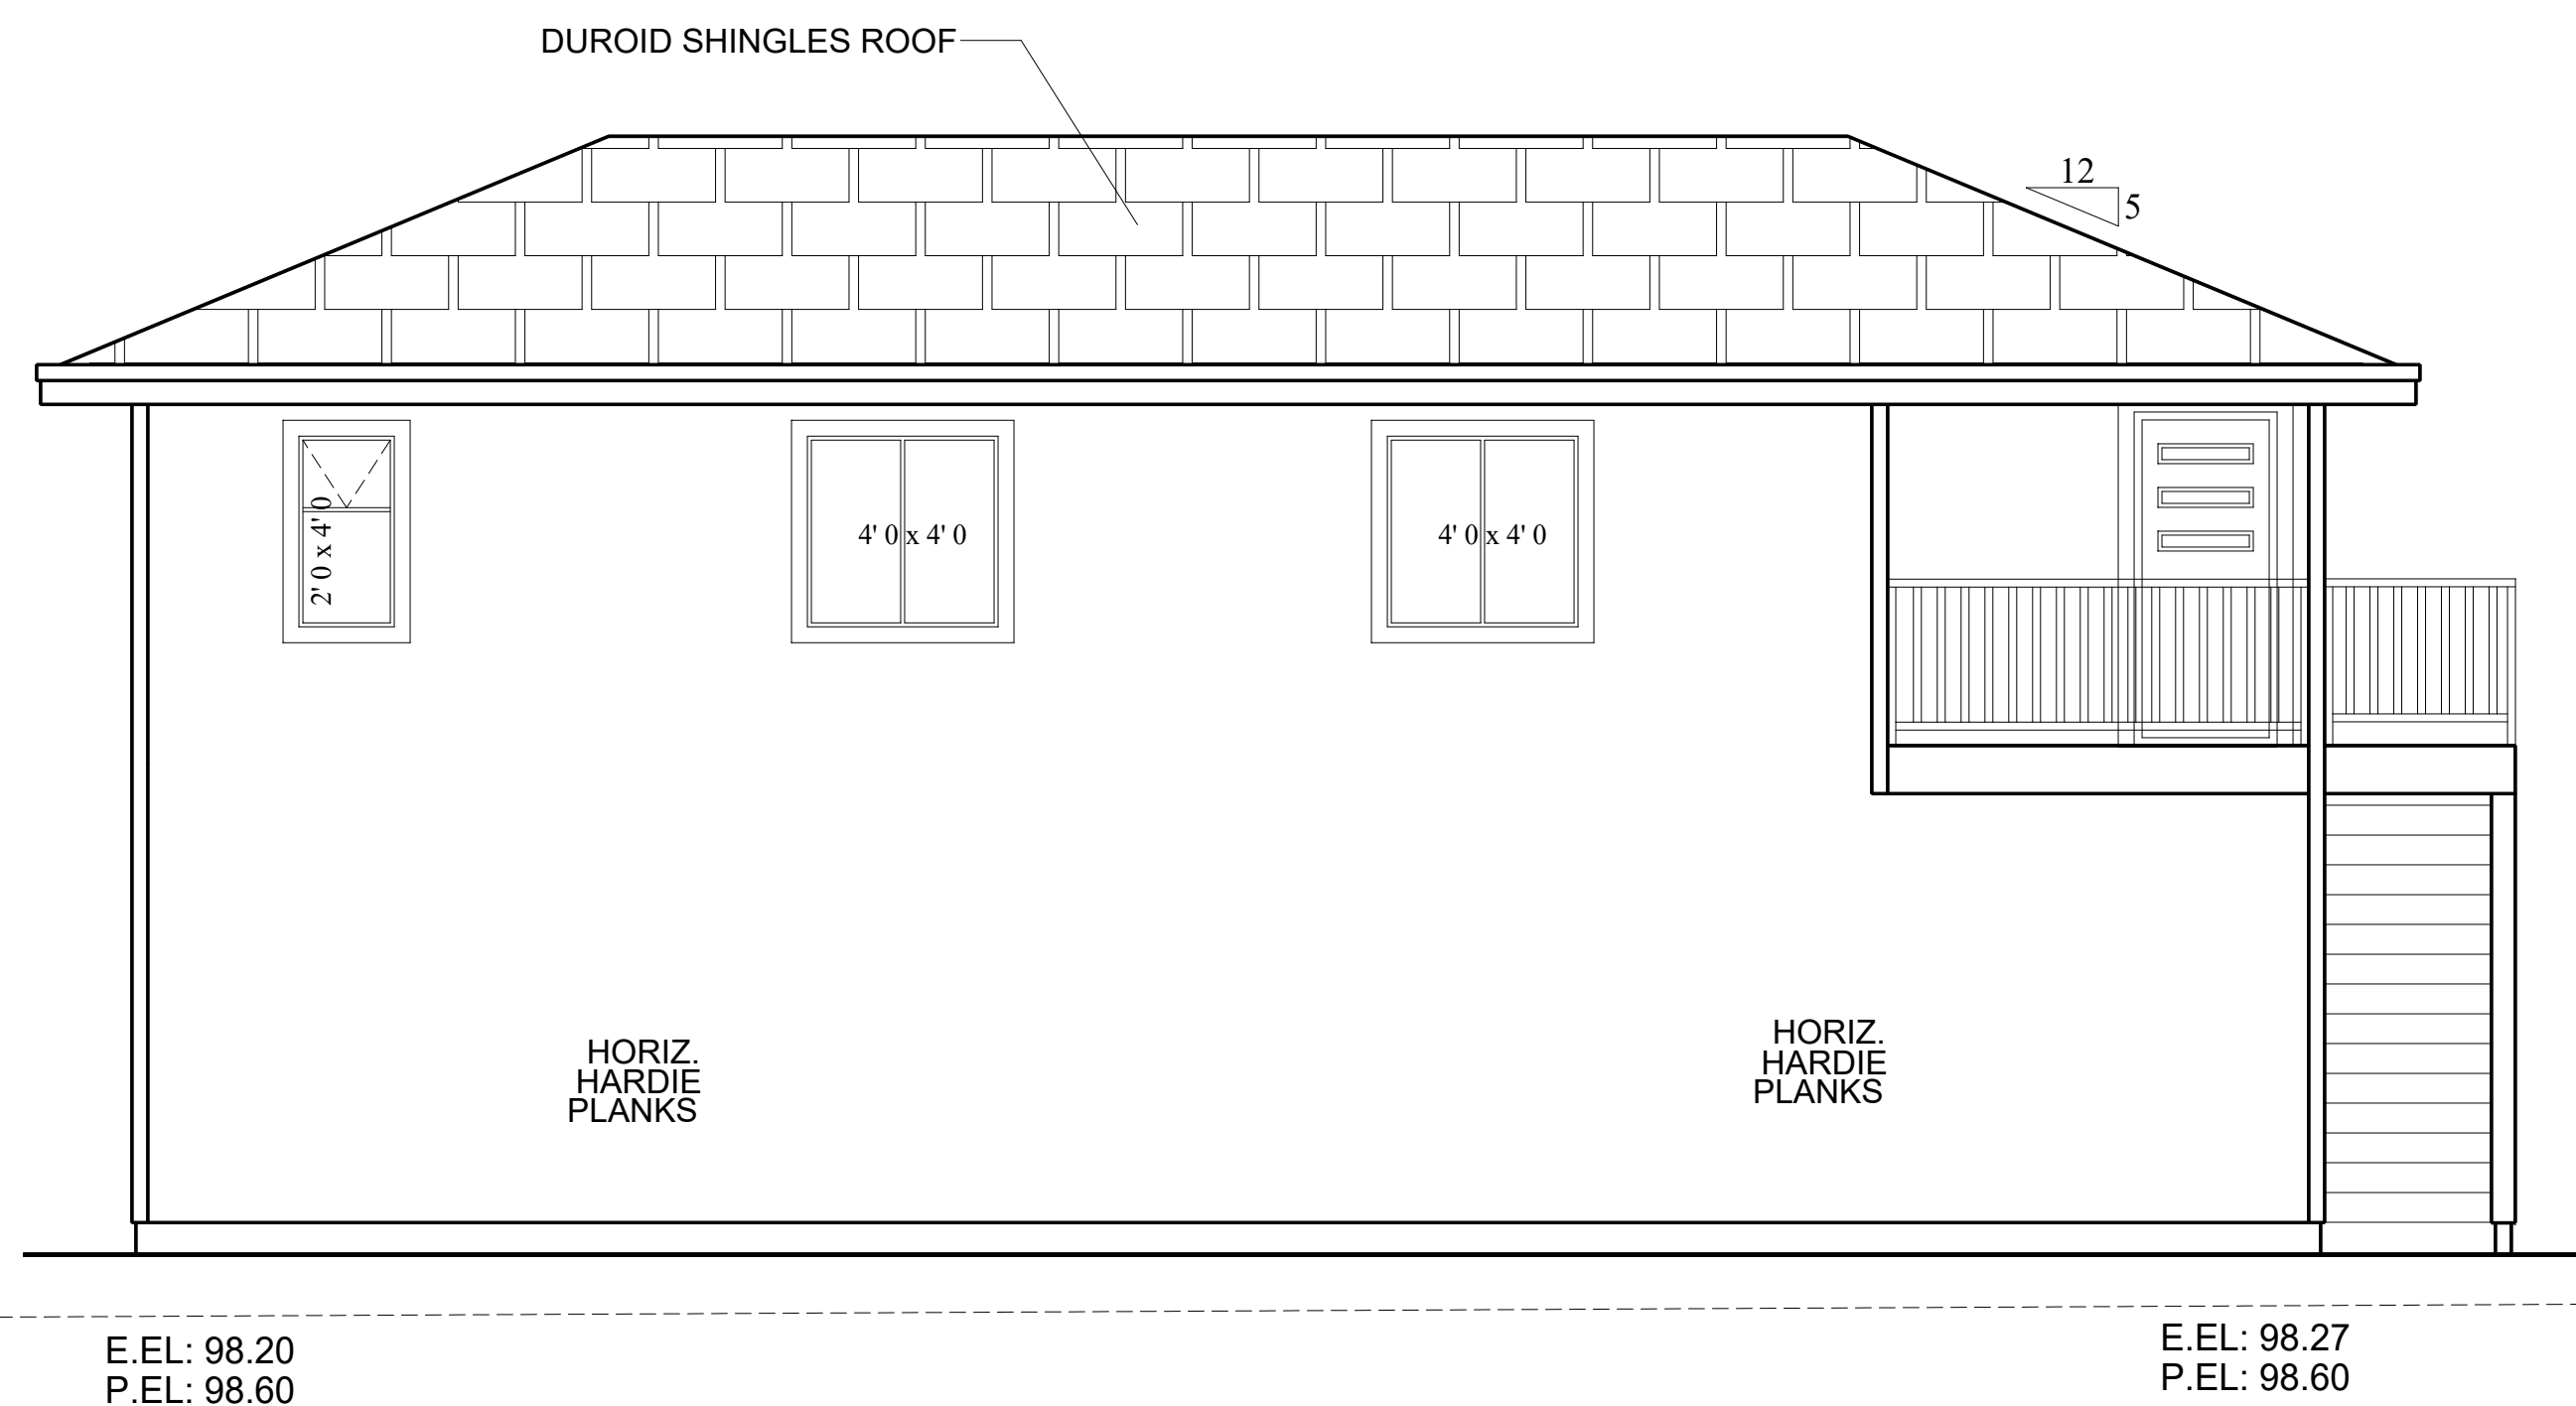 DUROID SHINGLES ROOF
12
5
2' 0 x 4' 0
4' 0 x 4' 0
4' 0 x 4' 0
HORIZ.
HARDIE
PLANKS
HORIZ.
HARDIE
PLANKS
E.EL: 98.20
P.EL: 98.60
E.EL: 98.27
P.EL: 98.60